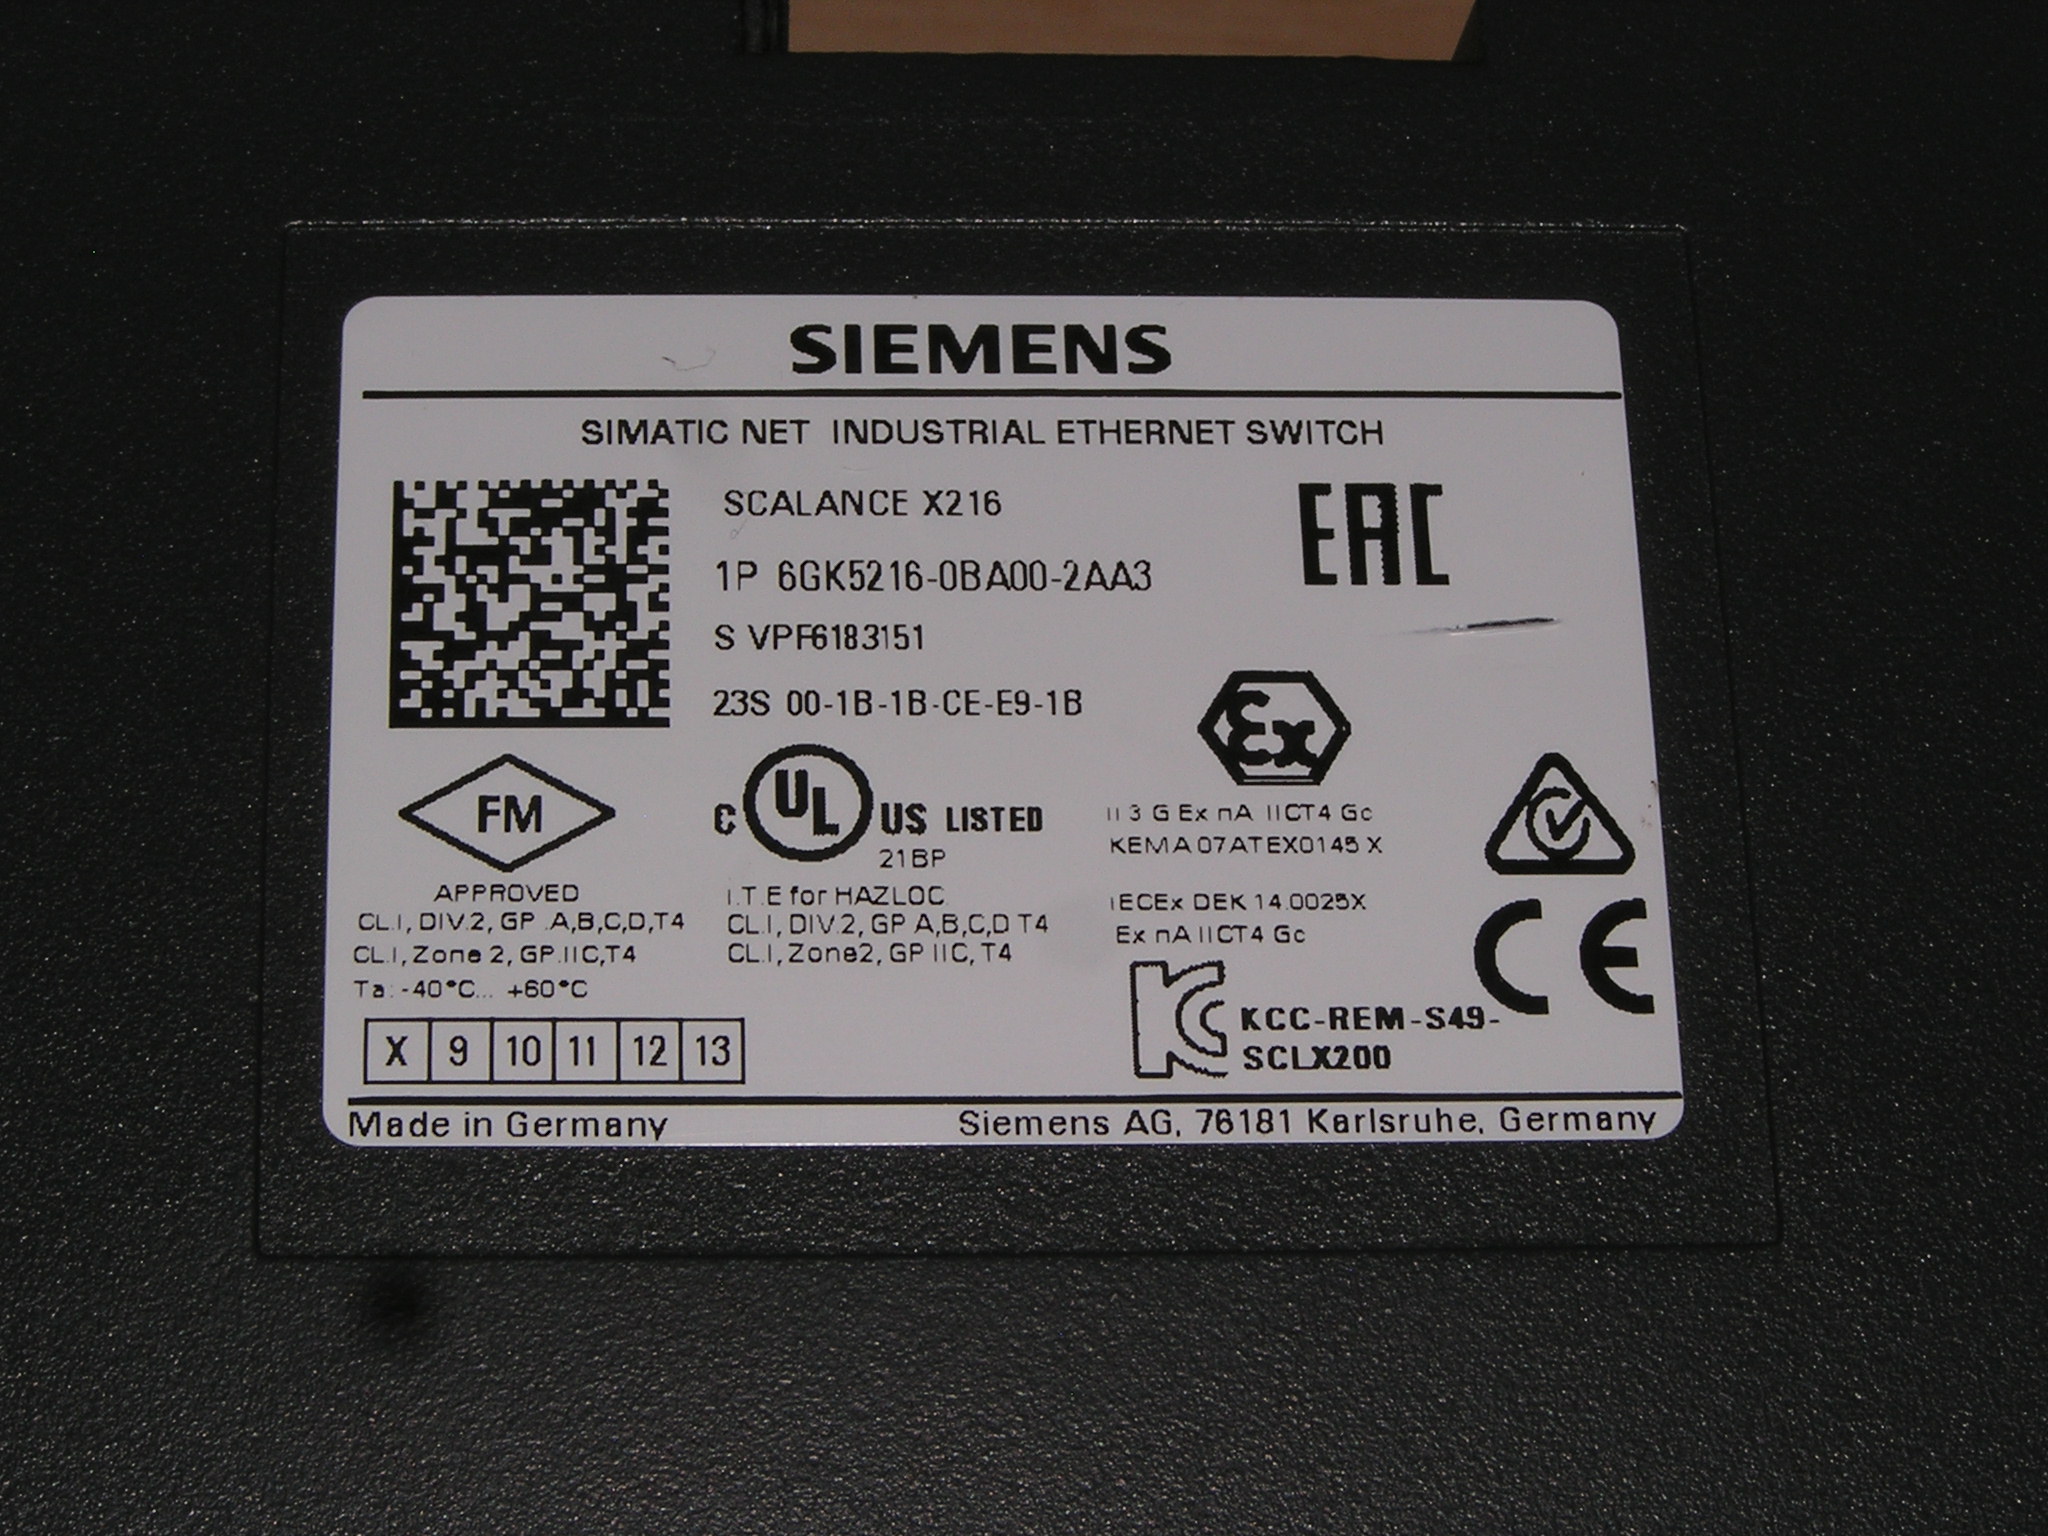 SIEMENS
SIMATIC NET INDUSTRIAL ETHERNET SWITCH
SCALANCE X216
EAC
1P 6GK5216-0BA00-2AA3
S VPF6183151
23S 00-1B-1B-CE-E9-1B
Ex
FM
APPROVED
CL.I, DIV.2, GP .A,B,C,D,T4
CL.I, Zone 2, GP.IIC,T4
Ta: -40°C... +60°C
C UL US LISTED
21BP
I.T.E for HAZLOC.
CL.I, DIV.2, GP A,B,C,D T4
CL.I, Zone2, GP IIC, T4
II 3 G Ex nA IICT4 Gc
KEMA 07ATEX0145 X
IECEx DEK 14.0025X
Ex nA IICT4 Gc
CE
KC KCC-REM-S49-
SCLX200
X 9 10 11 12 13
Made in Germany
Siemens AG, 76181 Karlsruhe, Germany